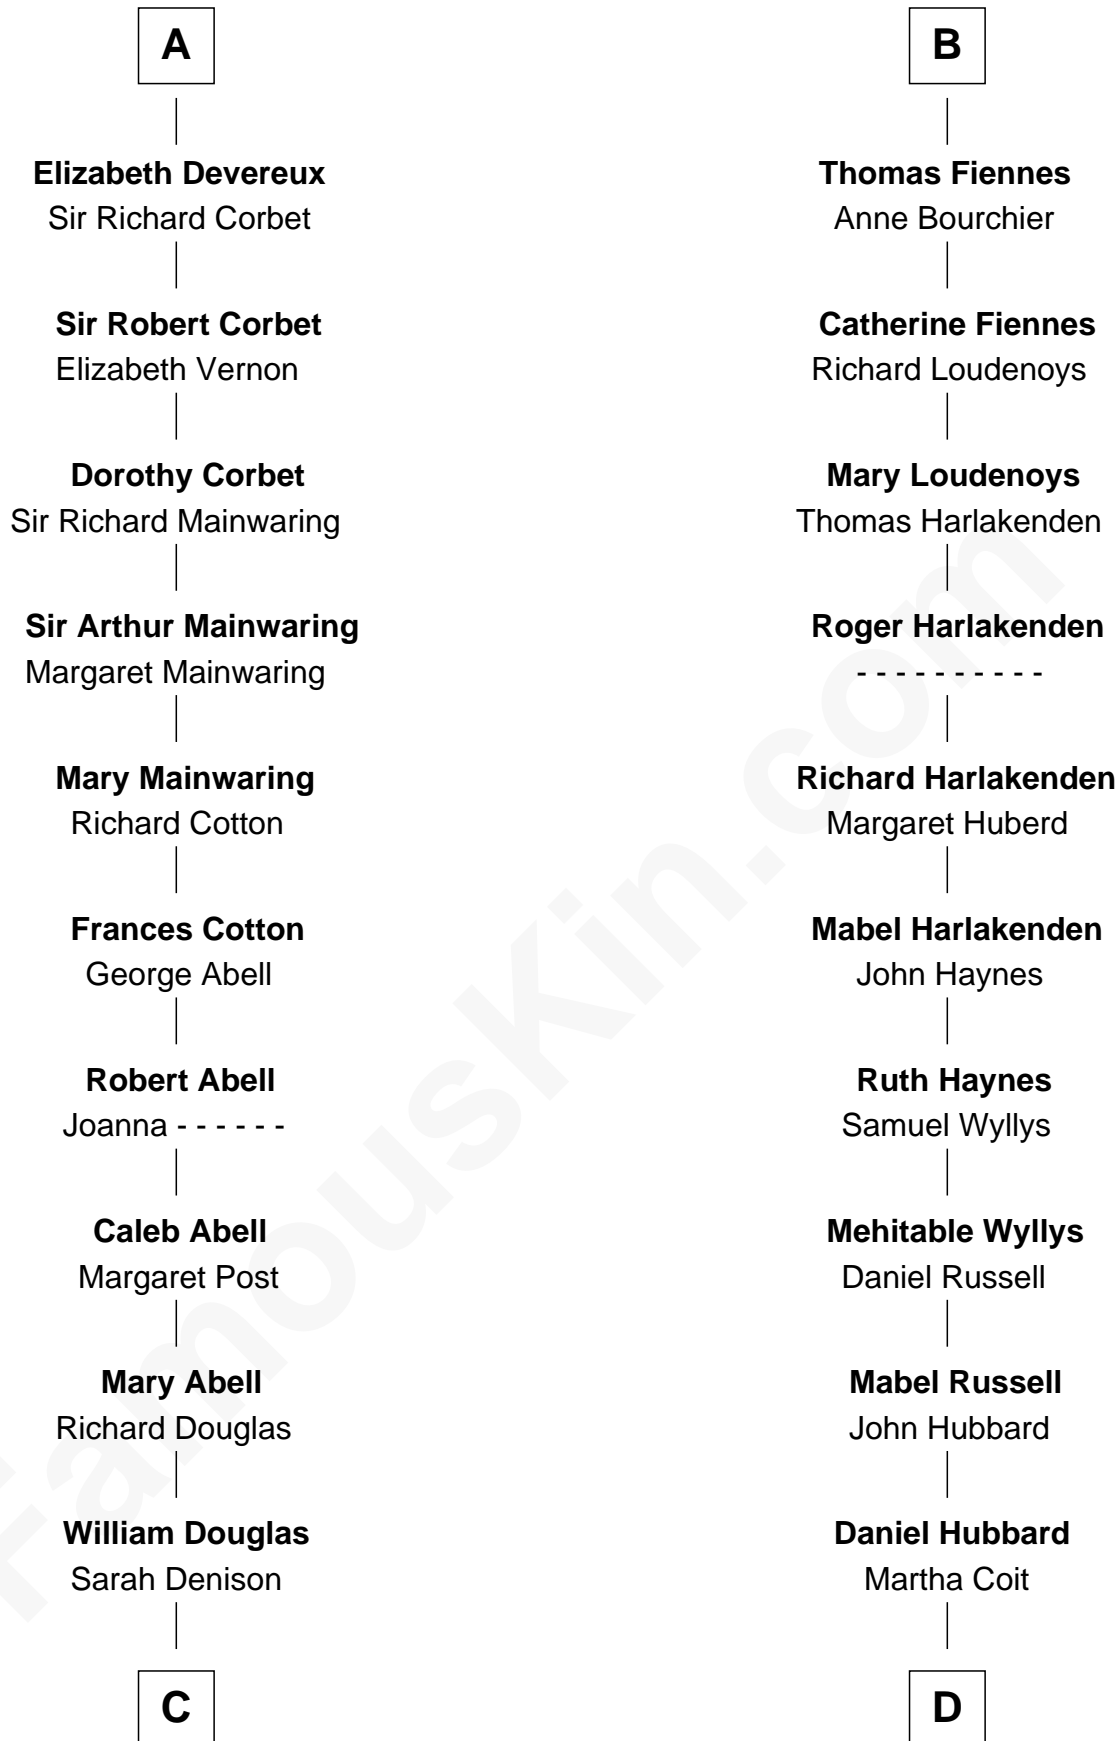 A
Elizabeth Devereux
Sir Richard Corbet
Sir Robert Corbet
Elizabeth Vernon
Dorothy Corbet
Sir Richard Mainwaring
Sir Arthur Mainwaring
Margaret Mainwaring
Mary Mainwaring
Richard Cotton
Frances Cotton
George Abell
Robert Abell
Joanna - - - - - -
Caleb Abell
Margaret Post
Mary Abell
Richard Douglas
William Douglas
Sarah Denison
C
B
Thomas Fiennes
Anne Bourchier
Catherine Fiennes
Richard Loudenoys
Mary Loudenoys
Thomas Harlakenden
Roger Harlakenden
- - - - - - - - - -
Richard Harlakenden
Margaret Huberd
Mabel Harlakenden
John Haynes
Ruth Haynes
Samuel Wyllys
Mehitable Wyllys
Daniel Russell
Mabel Russell
John Hubbard
Daniel Hubbard
Martha Coit
D
FamousKin.com